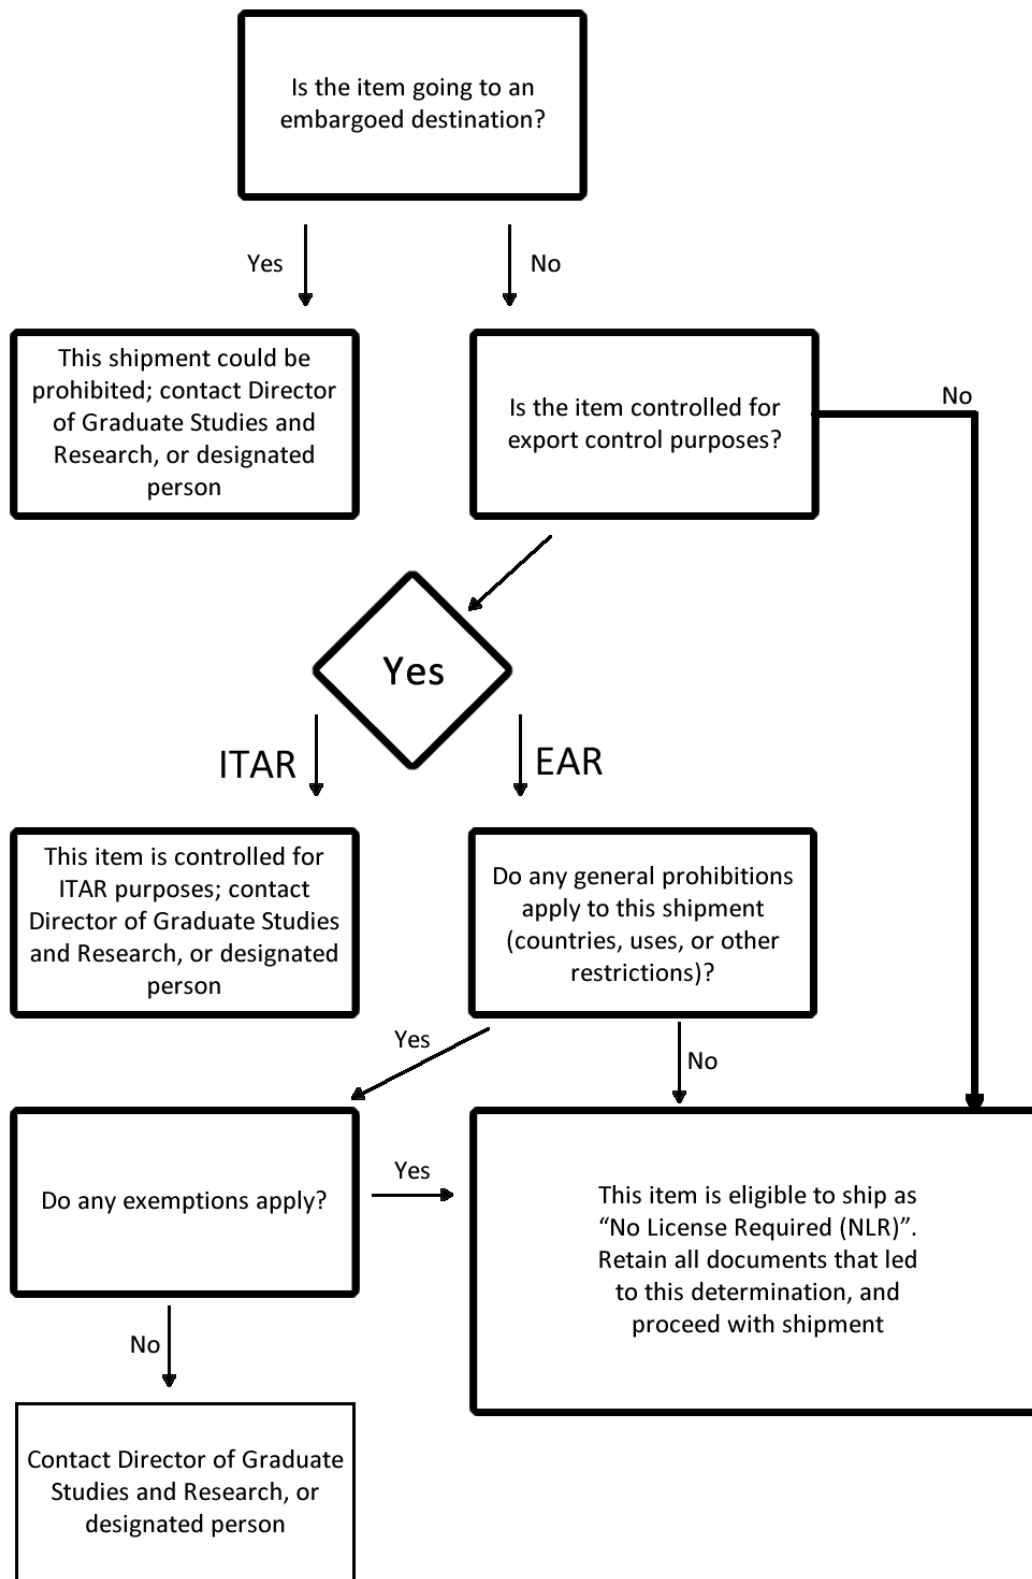 Is the item going to an
embargoed destination?
Yes
No
This shipment could be
prohibited; contact Director
of Graduate Studies and
Research, or designated
person
Is the item controlled for
export control purposes?
No
Yes
ITAR
EAR
This item is controlled for
ITAR purposes; contact
Director of Graduate Studies
and Research, or designated
person
Do any general prohibitions
apply to this shipment
(countries, uses, or other
restrictions)?
Yes
No
Do any exemptions apply?
Yes
This item is eligible to ship as
“No License Required (NLR)”.
Retain all documents that led
to this determination, and
proceed with shipment
No
Contact Director of Graduate
Studies and Research, or
designated person